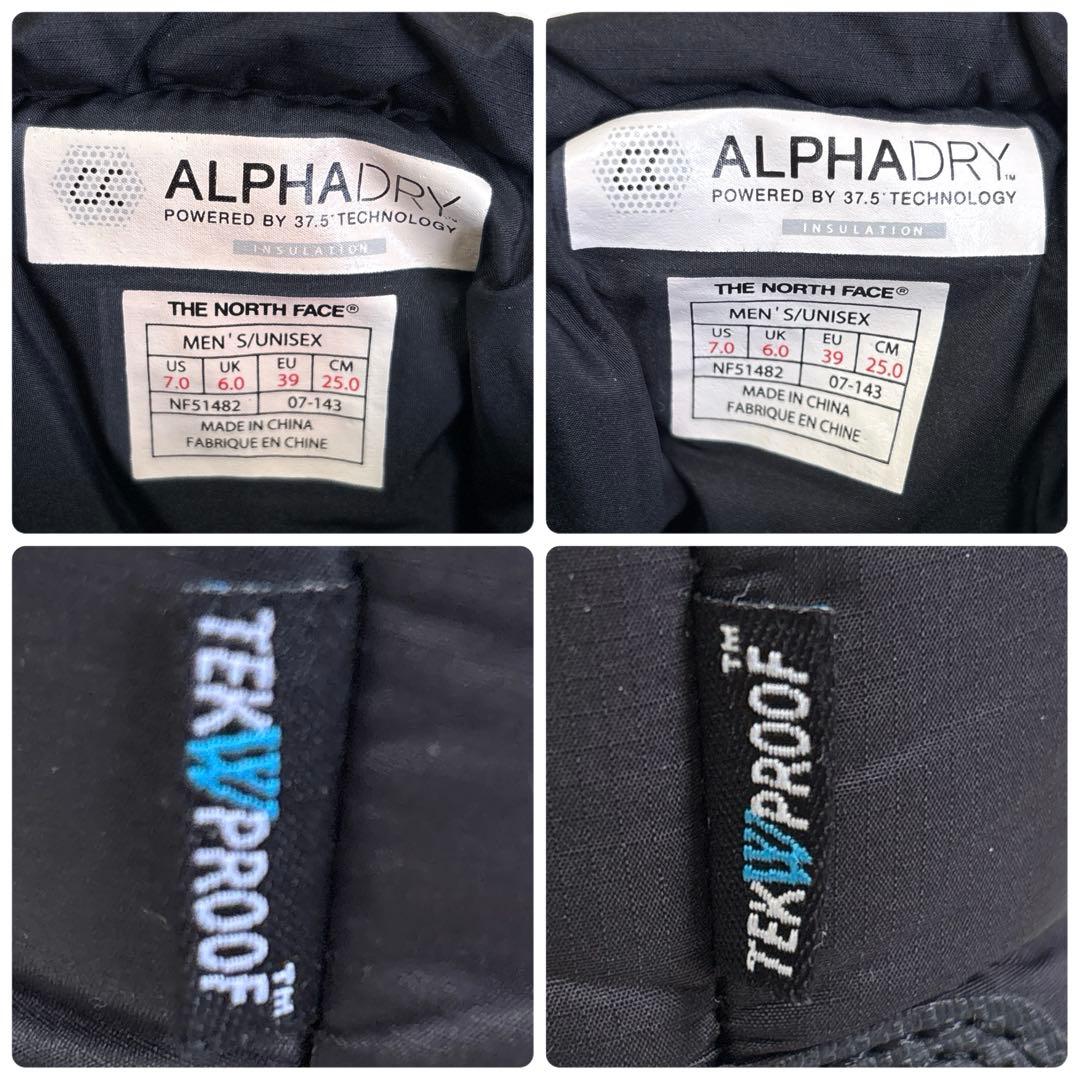 ALPHADRY™
POWERED BY 37.5° TECHNOLOGY
INSULATION
THE NORTH FACE®
MEN'S/UNISEX
US UK EU CM
7.0 6.0 39 25.0
NF51482 07-143
MADE IN CHINA
FABRIQUE EN CHINE
ALPHADRY™
POWERED BY 37.5° TECHNOLOGY
INSULATION
THE NORTH FACE®
MEN'S/UNISEX
US UK EU CM
7.0 6.0 39 25.0
NF51482 07-143
MADE IN CHINA
FABRIQUE EN CHINE
TEKWPROOF™
TEKWPROOF™